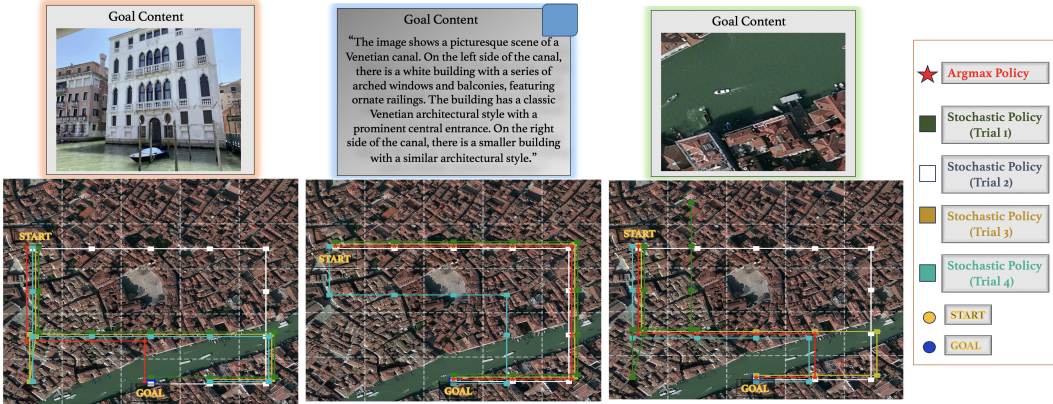 Goal Content
Goal Content
“The image shows a picturesque scene of a
Venetian canal. On the left side of the canal,
there is a white building with a series of
arched windows and balconies, featuring
ornate railings. The building has a classic
Venetian architectural style with a
prominent central entrance. On the right
side of the canal, there is a smaller building
with a similar architectural style.”
Goal Content
START
GOAL
START
GOAL
START
GOAL
Argmax Policy
Stochastic Policy
(Trial 1)
Stochastic Policy
(Trial 2)
Stochastic Policy
(Trial 3)
Stochastic Policy
(Trial 4)
START
GOAL